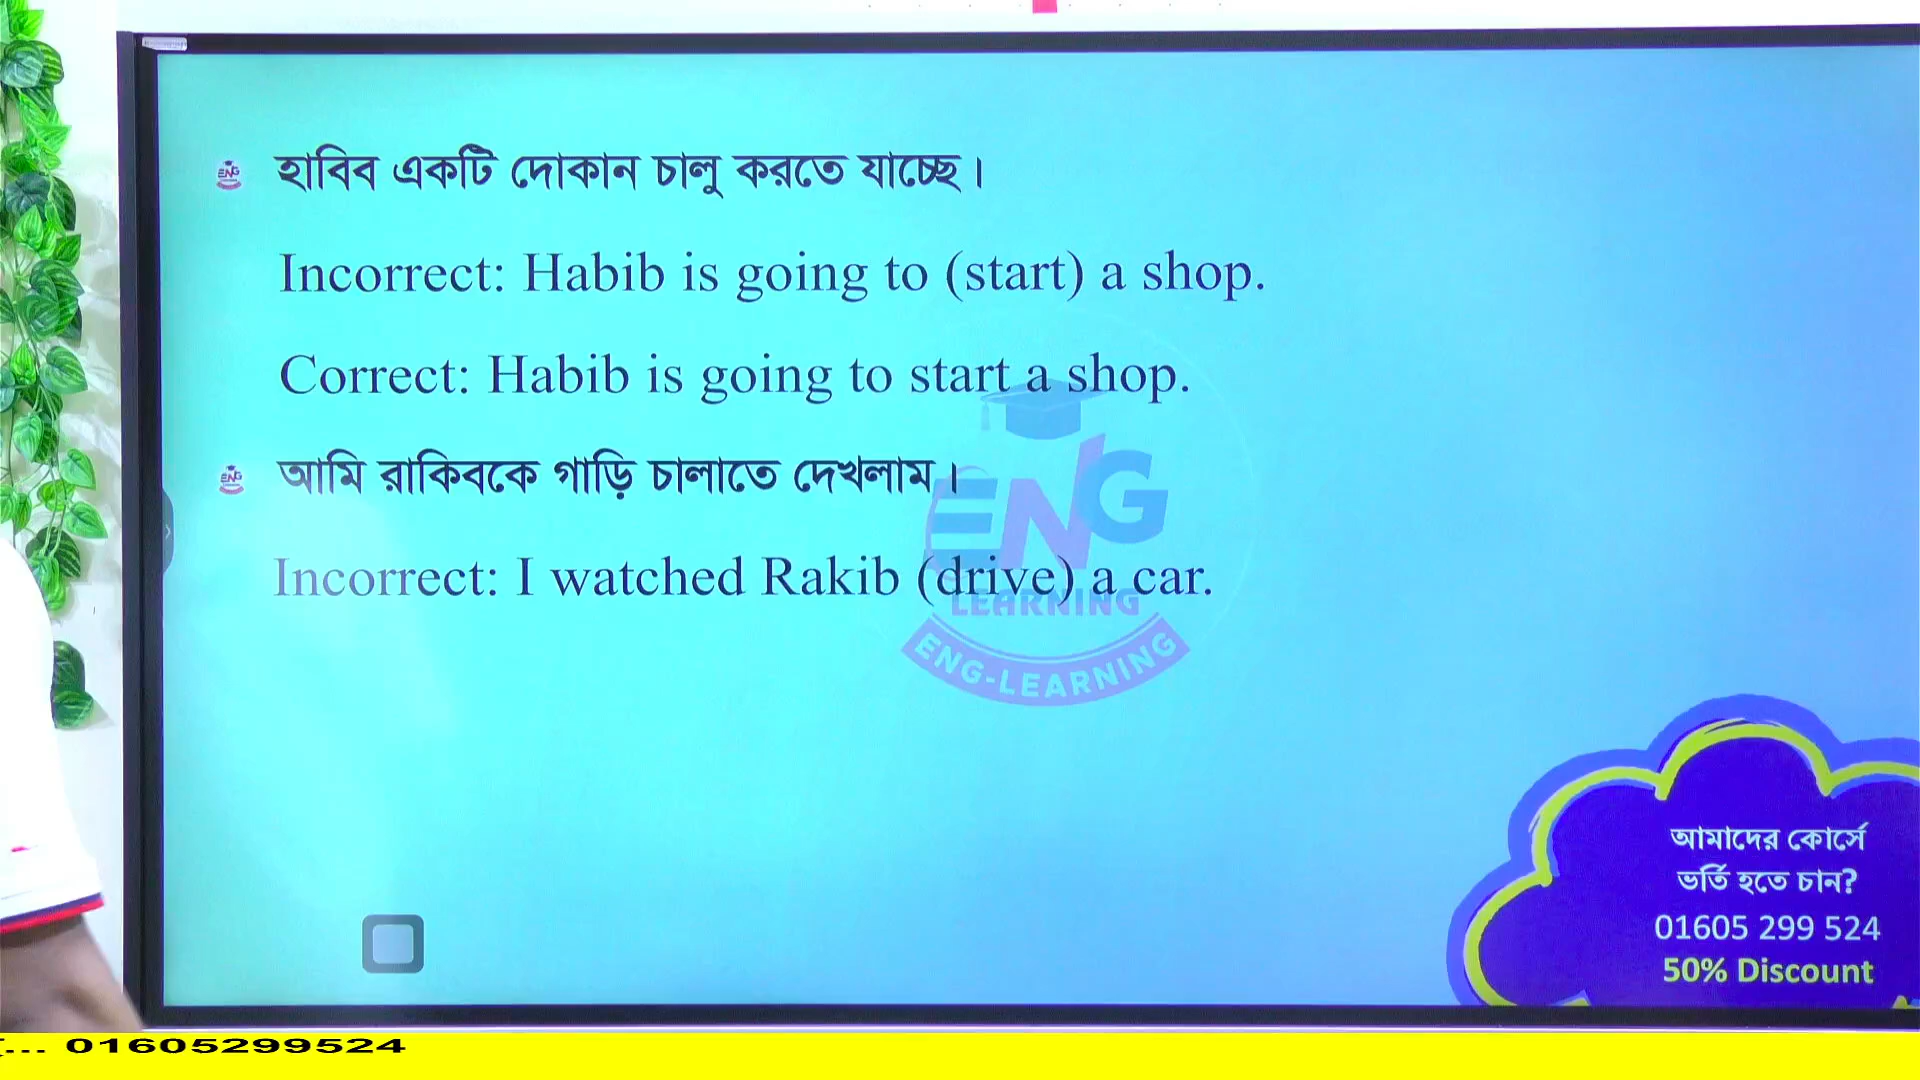 হাবিব একটি দোকান চালু করতে যাচ্ছে।
Incorrect: Habib is going to (start) a shop.
Correct: Habib is going to start a shop.
আমি রাকিবকে গাড়ি চালাতে দেখলাম।
Incorrect: I watched Rakib (drive) a car.
ENG
LEARNING
ENG-LEARNING
আমাদের কোর্সে
ভর্তি হতে চান?
01605 299 524
50% Discount
... 01605299524